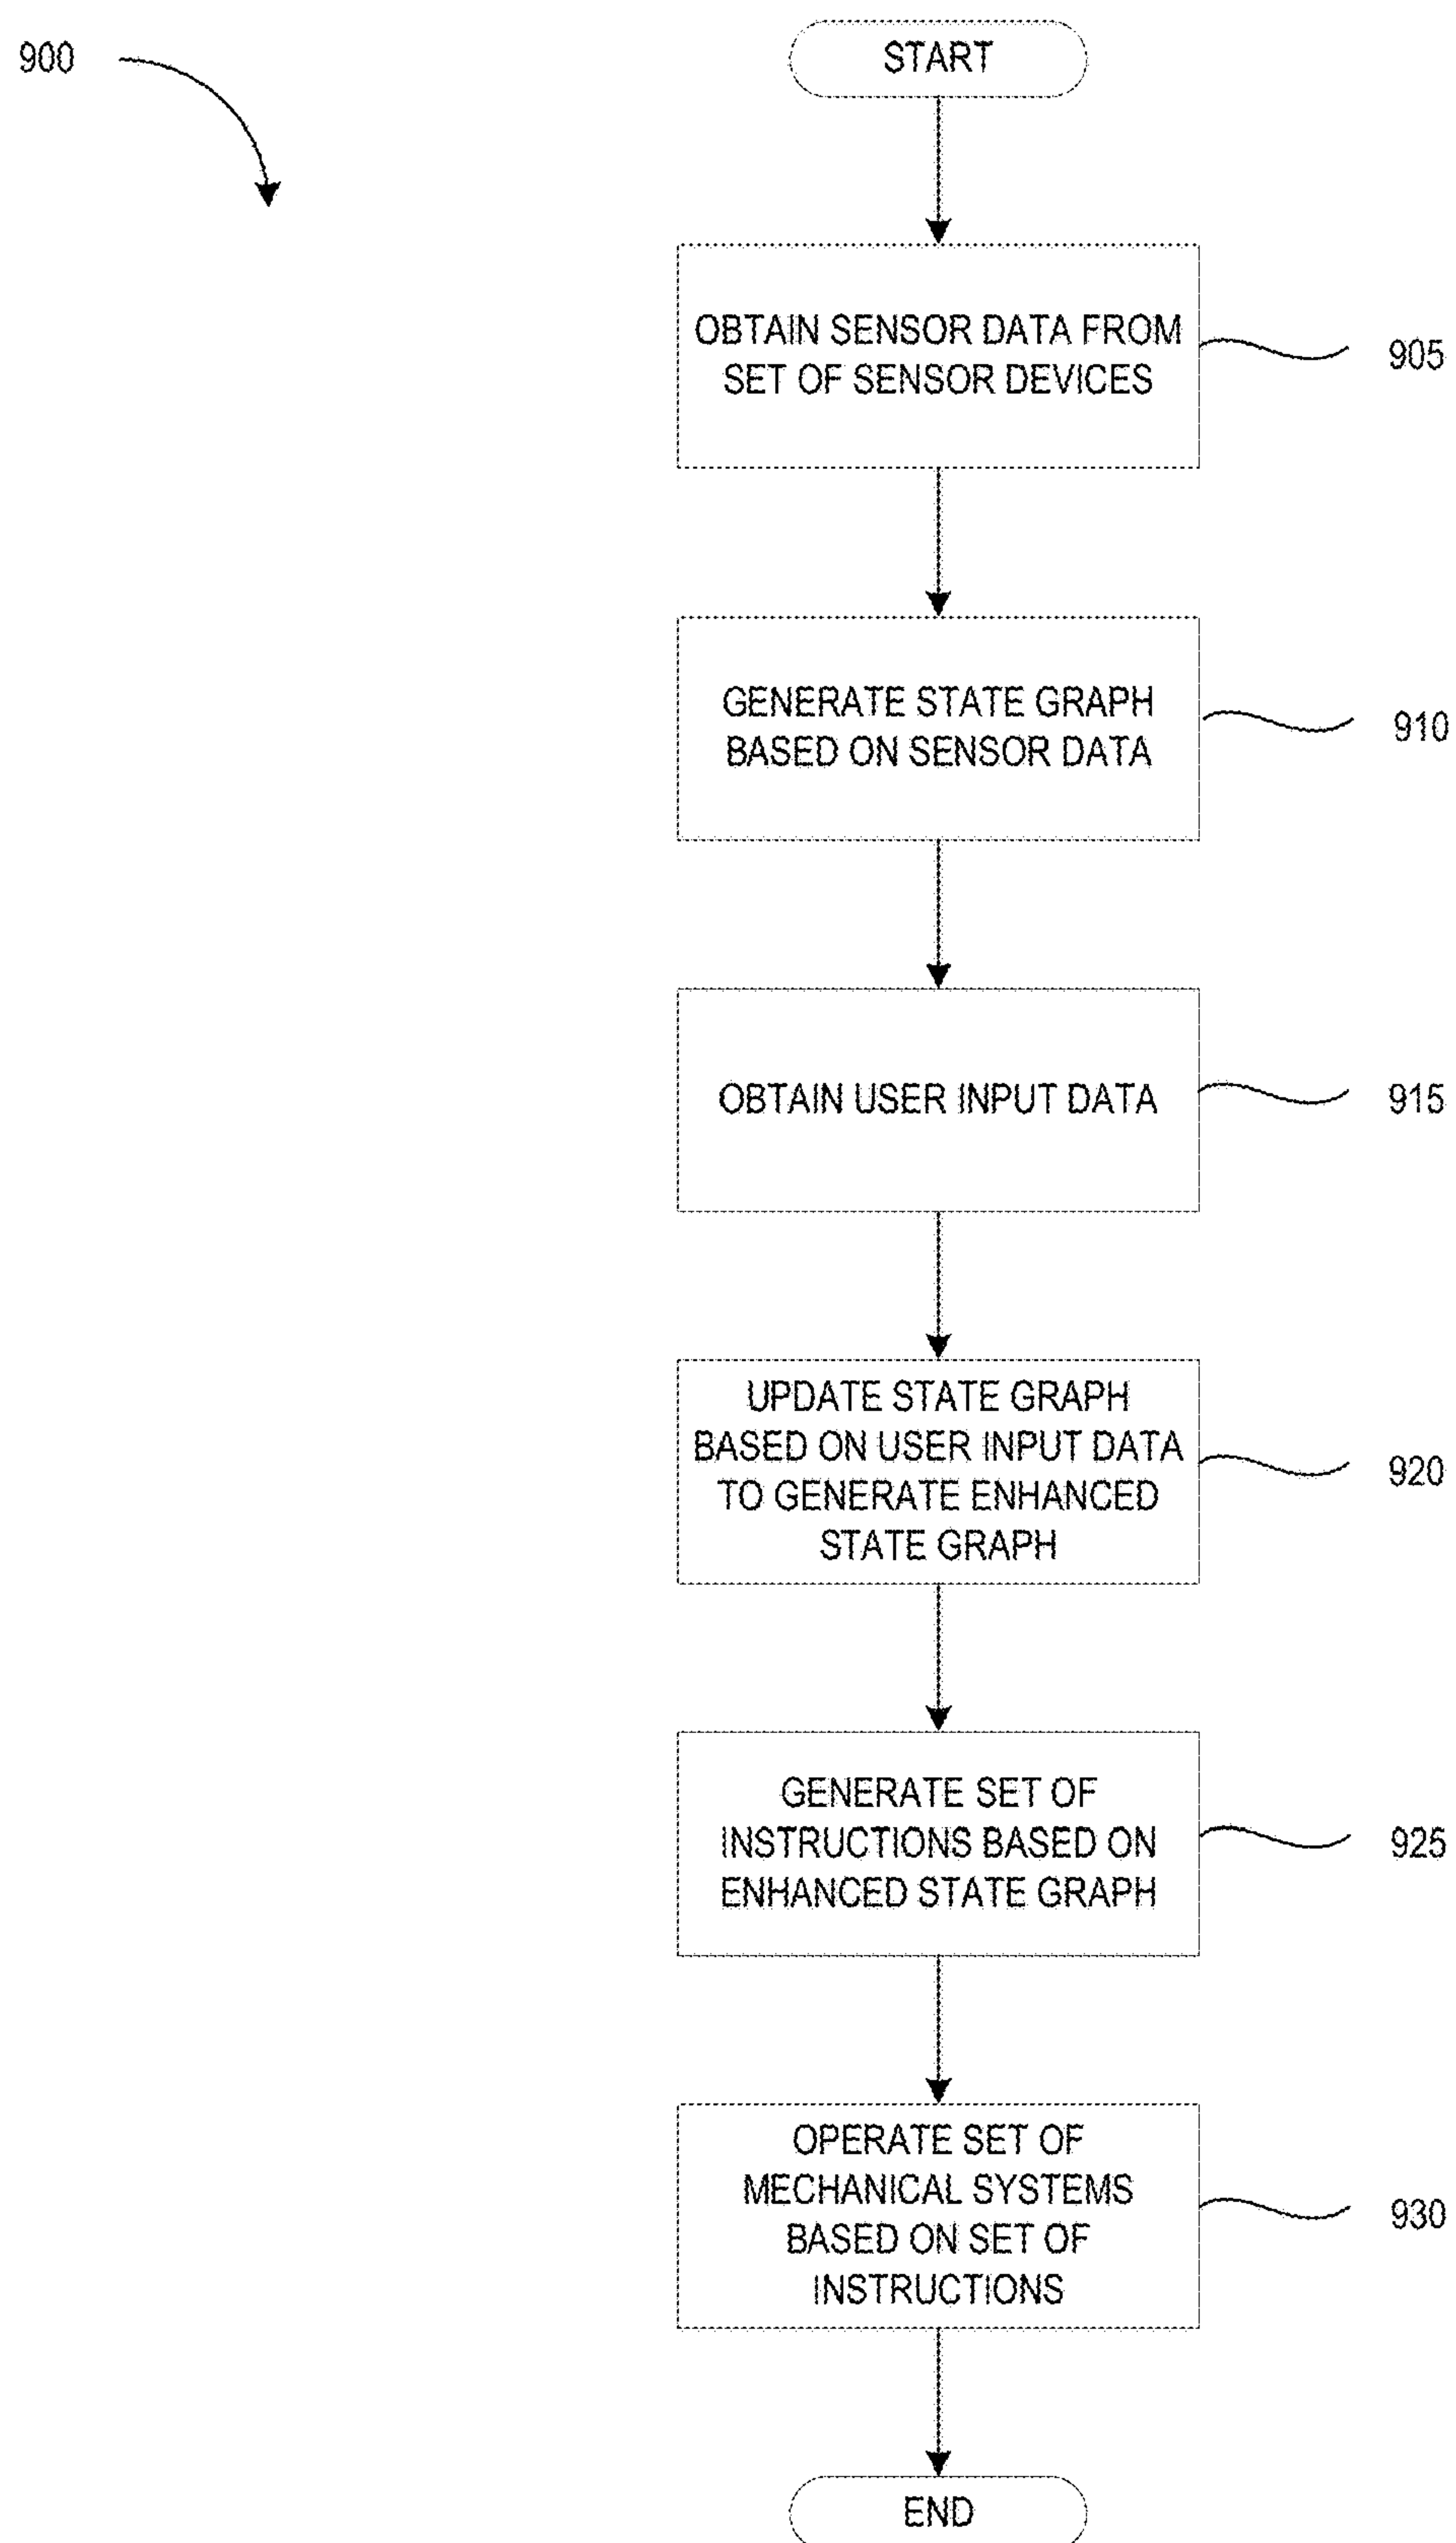 900
START
OBTAIN SENSOR DATA FROM
SET OF SENSOR DEVICES
905
GENERATE STATE GRAPH
BASED ON SENSOR DATA
910
OBTAIN USER INPUT DATA
915
UPDATE STATE GRAPH
BASED ON USER INPUT DATA
TO GENERATE ENHANCED
STATE GRAPH
920
GENERATE SET OF
INSTRUCTIONS BASED ON
ENHANCED STATE GRAPH
925
OPERATE SET OF
MECHANICAL SYSTEMS
BASED ON SET OF
INSTRUCTIONS
930
END